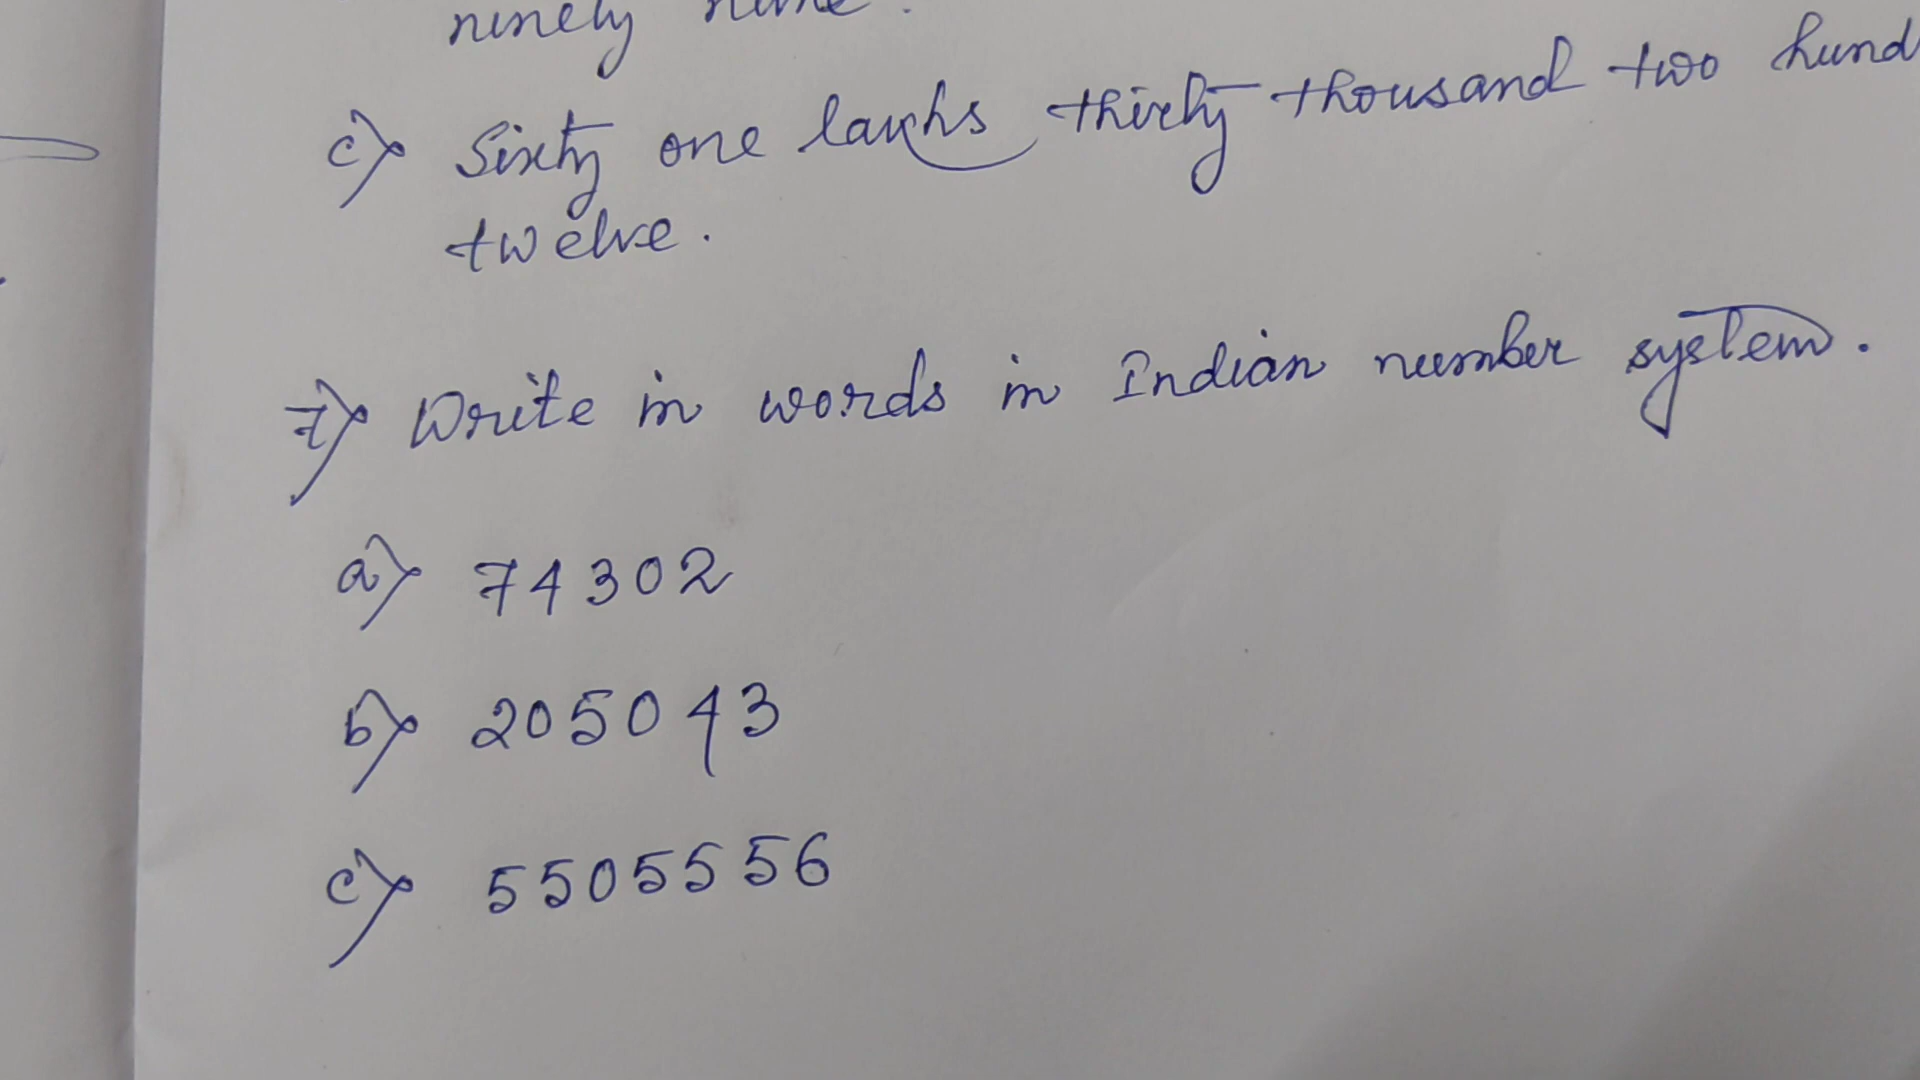 ninety nine.
c) Sixty one lakhs thirty thousand two hund
twelve.
7) Write in words in Indian number system.
a) 74302
b) 205043
c) 5505556